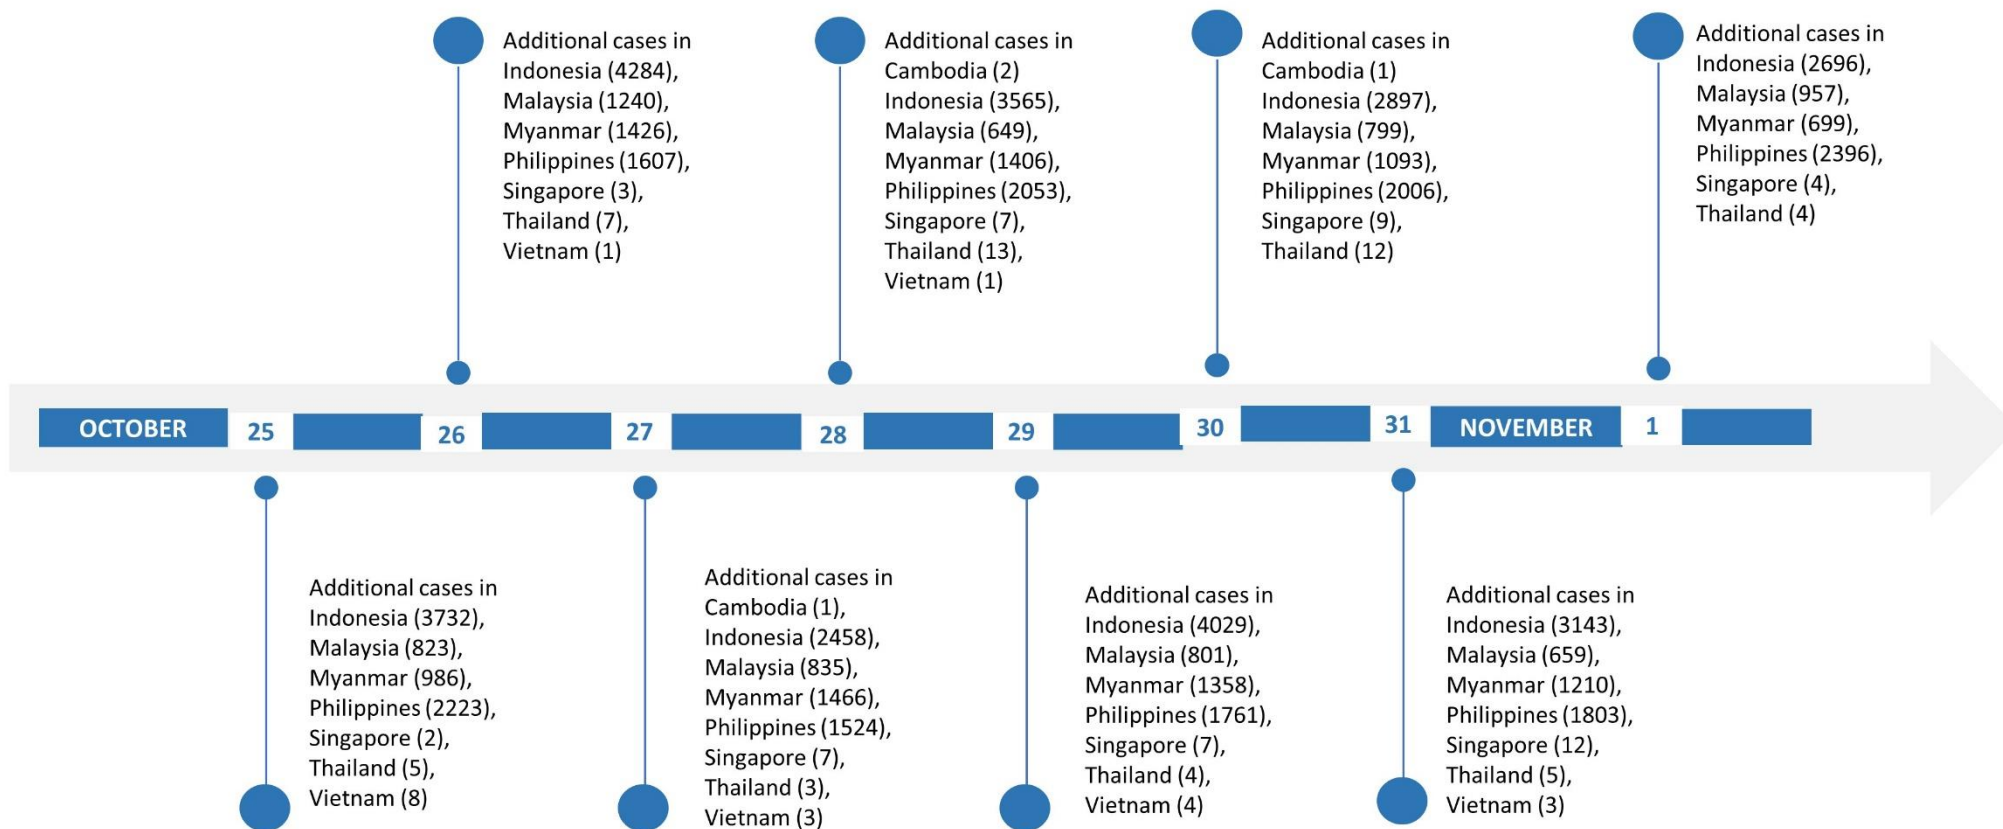 Additional cases in
Indonesia (4284),
Malaysia (1240),
Myanmar (1426),
Philippines (1607),
Singapore (3),
Thailand (7),
Vietnam (1)
Additional cases in
Cambodia (2)
Indonesia (3565),
Malaysia (649),
Myanmar (1406),
Philippines (2053),
Singapore (7),
Thailand (13),
Vietnam (1)
Additional cases in
Cambodia (1)
Indonesia (2897),
Malaysia (799),
Myanmar (1093),
Philippines (2006),
Singapore (9),
Thailand (12)
Additional cases in
Indonesia (2696),
Malaysia (957),
Myanmar (699),
Philippines (2396),
Singapore (4),
Thailand (4)
OCTOBER 25 26 27 28 29 30 31 NOVEMBER 1
Additional cases in
Indonesia (3732),
Malaysia (823),
Myanmar (986),
Philippines (2223),
Singapore (2),
Thailand (5),
Vietnam (8)
Additional cases in
Cambodia (1),
Indonesia (2458),
Malaysia (835),
Myanmar (1466),
Philippines (1524),
Singapore (7),
Thailand (3),
Vietnam (3)
Additional cases in
Indonesia (4029),
Malaysia (801),
Myanmar (1358),
Philippines (1761),
Singapore (7),
Thailand (4),
Vietnam (4)
Additional cases in
Indonesia (3143),
Malaysia (659),
Myanmar (1210),
Philippines (1803),
Singapore (12),
Thailand (5),
Vietnam (3)